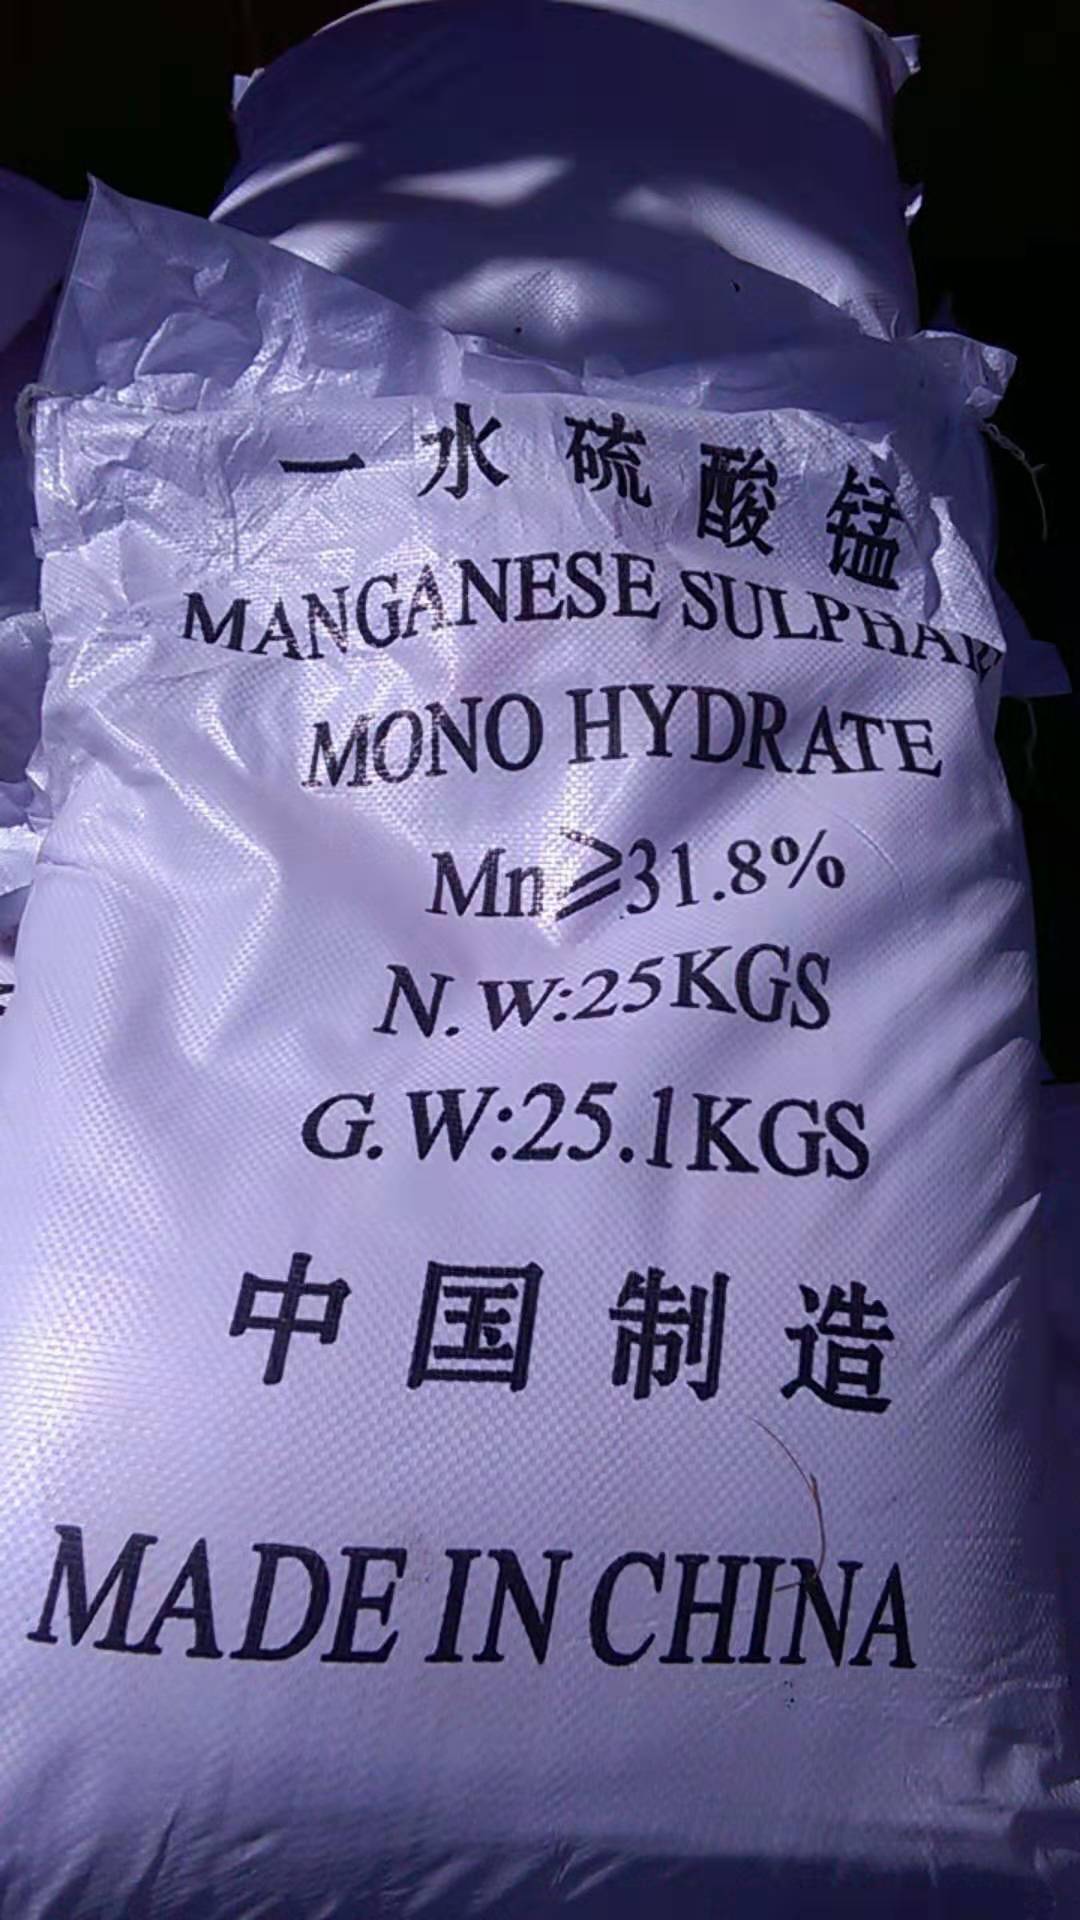 一水硫酸锰
MANGANESE SULPHA
MONO HYDRATE
Mn⩾31.8%
N.W:25KGS
G.W:25.1KGS
中国制造
MADE IN CHINA